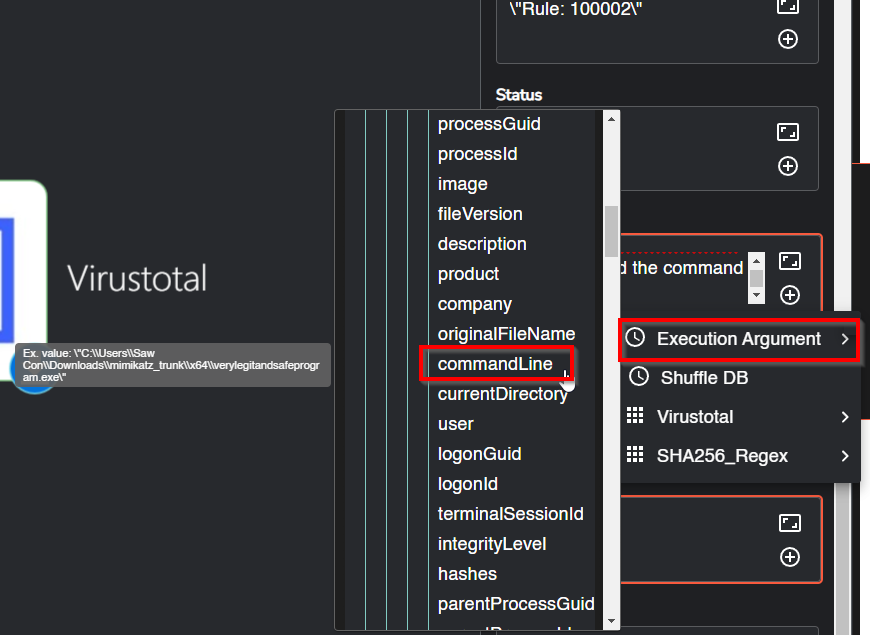 \"Rule: 100002\"
Status
processGuid
processId
image
fileVersion
description
product
company
originalFileName
commandLine
currentDirectory
user
logonGuid
logonId
terminalSessionId
integrityLevel
hashes
parentProcessGuid
d the command
Execution Argument
Shuffle DB
Virustotal
SHA256_Regex
Virustotal
Ex. value: \"C:\\Users\\Saw
Con\\Downloads\\mimikatz_trunk\\x64\\verylegitandsafeprogr
am.exe\"